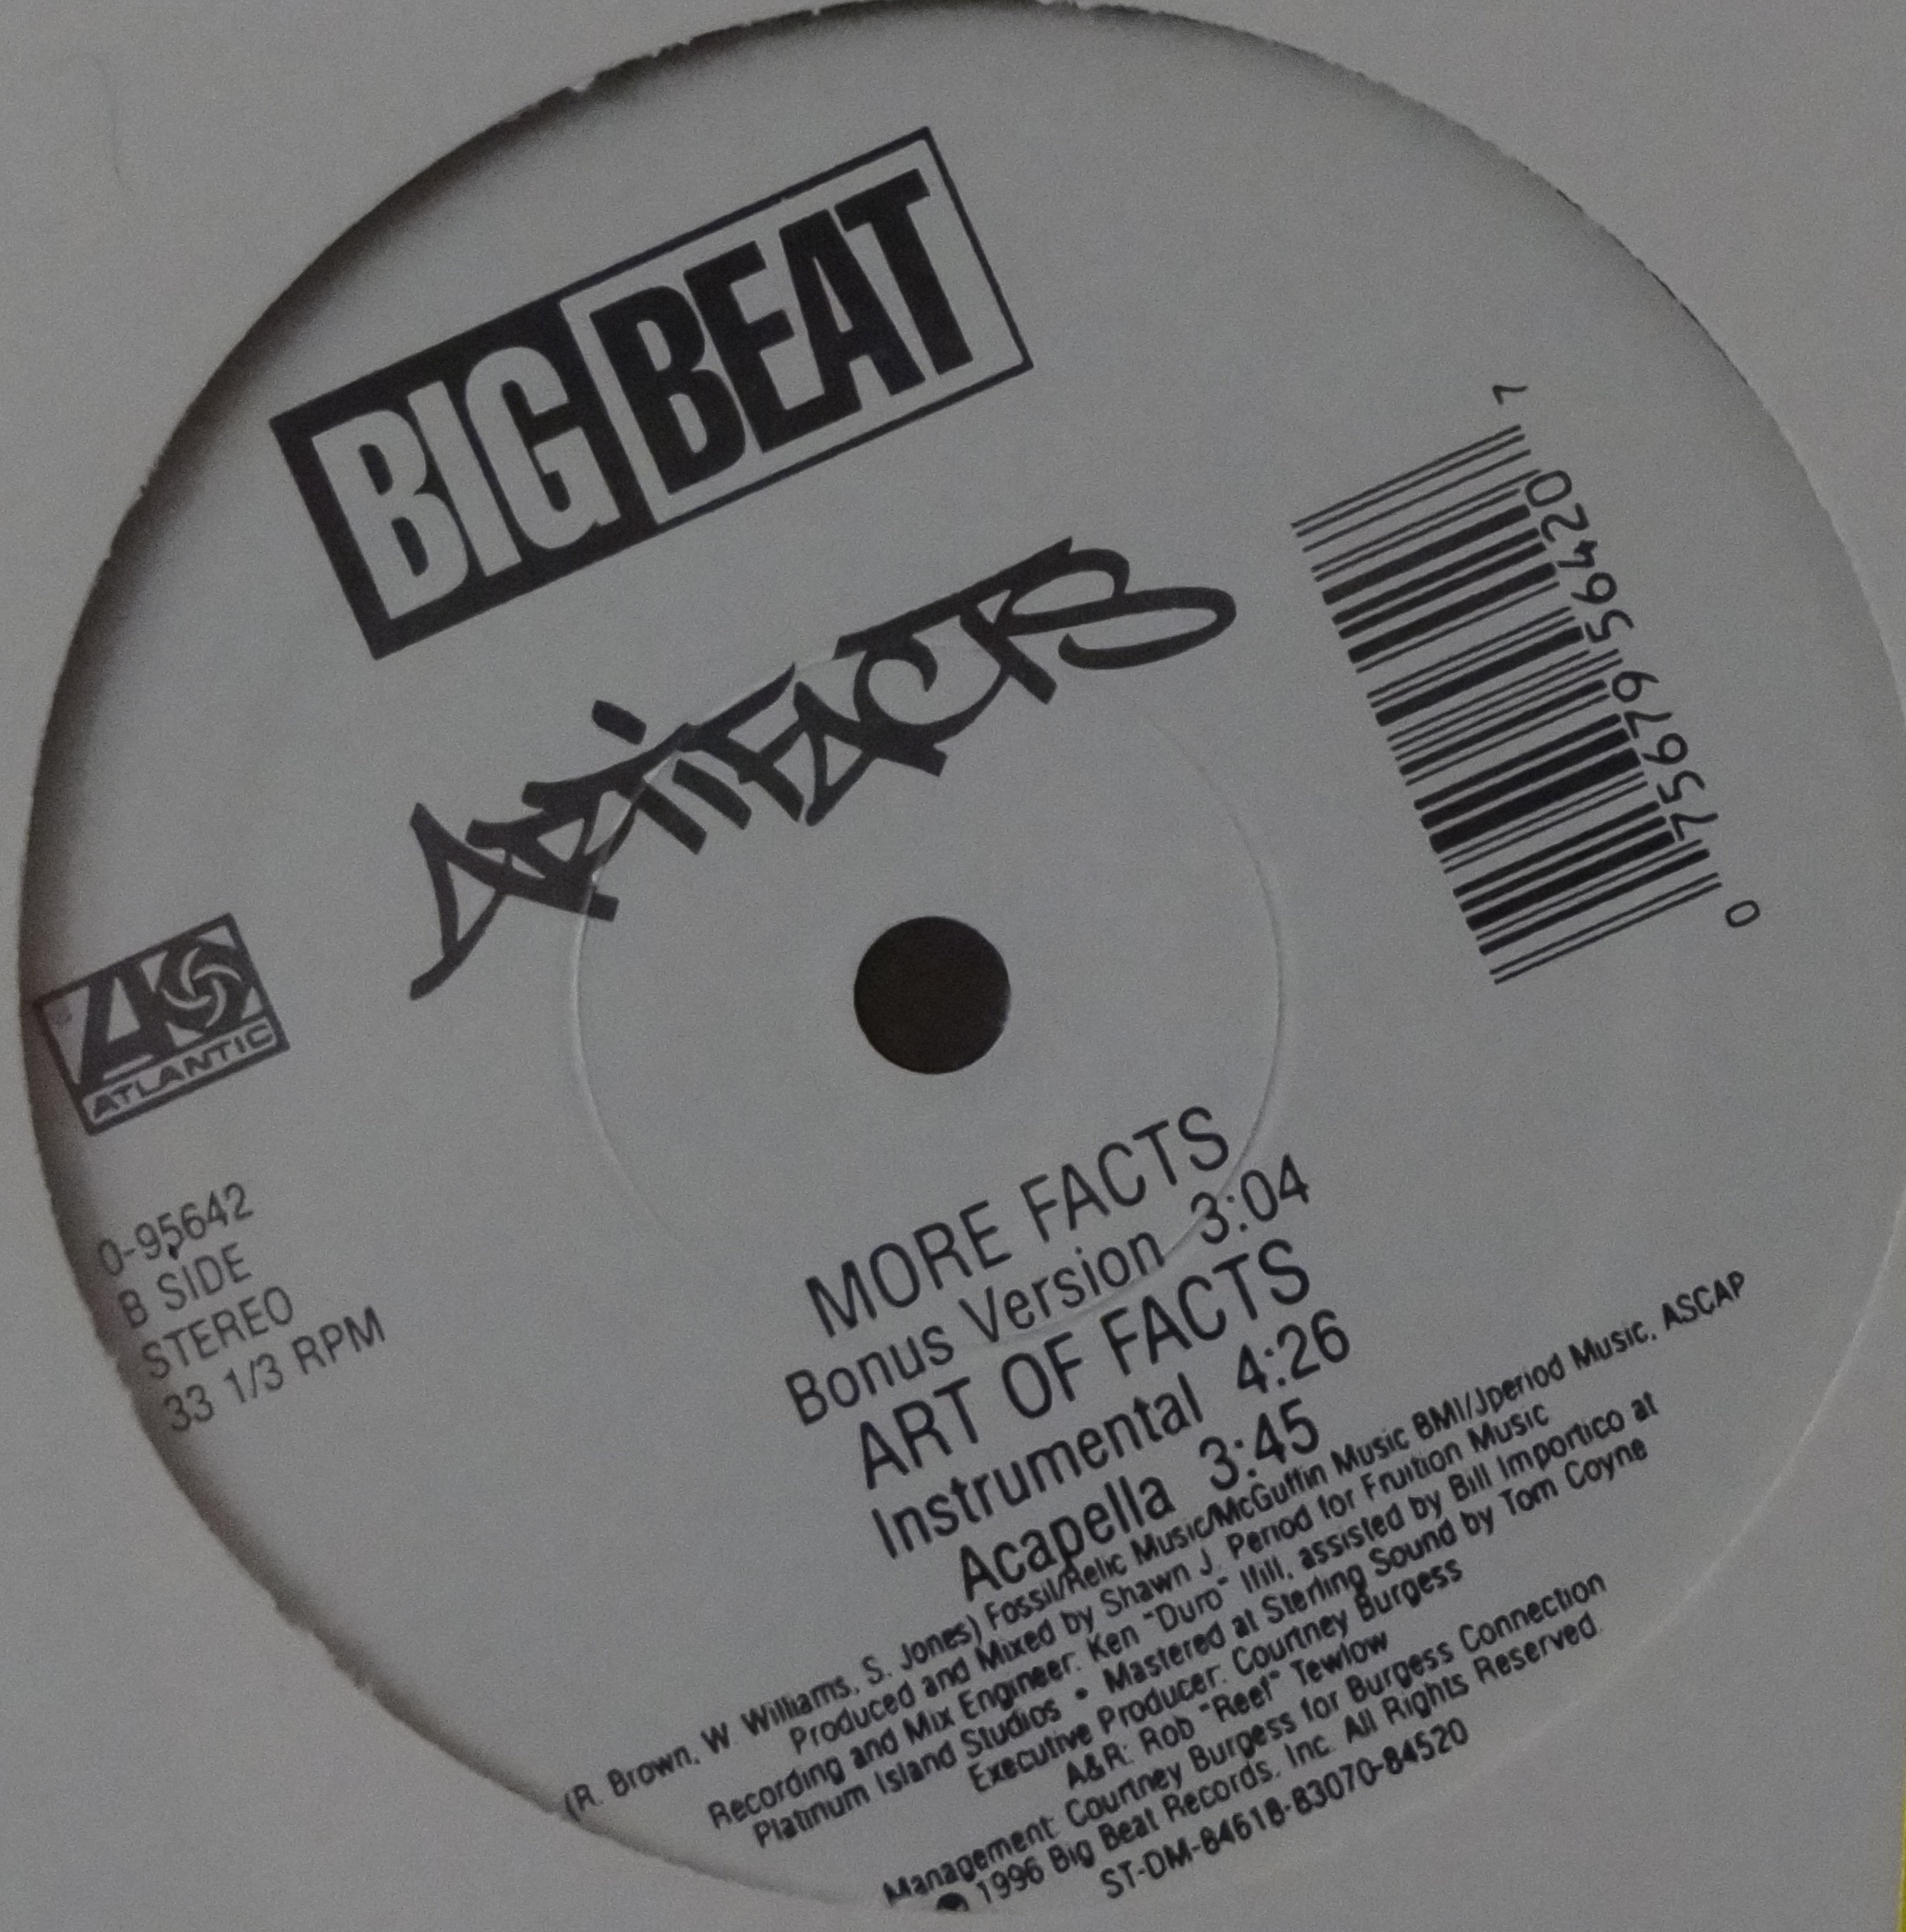 BIG BEAT
ARTIFACTS
0 75679 56420 7
ATLANTIC
0-95642
B SIDE
STEREO
33 1/3 RPM
MORE FACTS
Bonus Version 3:04
ART OF FACTS
Instrumental 4:26
Acapella 3:45
(R. Brown, W. Williams, S. Jones) Fossil/Relic Music/McGuffin Music BMI/Jperiod Music, ASCAP
Produced and Mixed by Shawn J. Period for Fruition Music
Recording and Mix Engineer: Ken "Duro" Ifill, assisted by Bill Importico at
Platinum Island Studios • Mastered at Sterling Sound by Tom Coyne
Executive Producer: Courtney Burgess
A&R: Rob "Reef" Tewlow
Management: Courtney Burgess for Burgess Connection
℗ 1996 Big Beat Records, Inc. All Rights Reserved.
ST-DM-84618-83070-84520